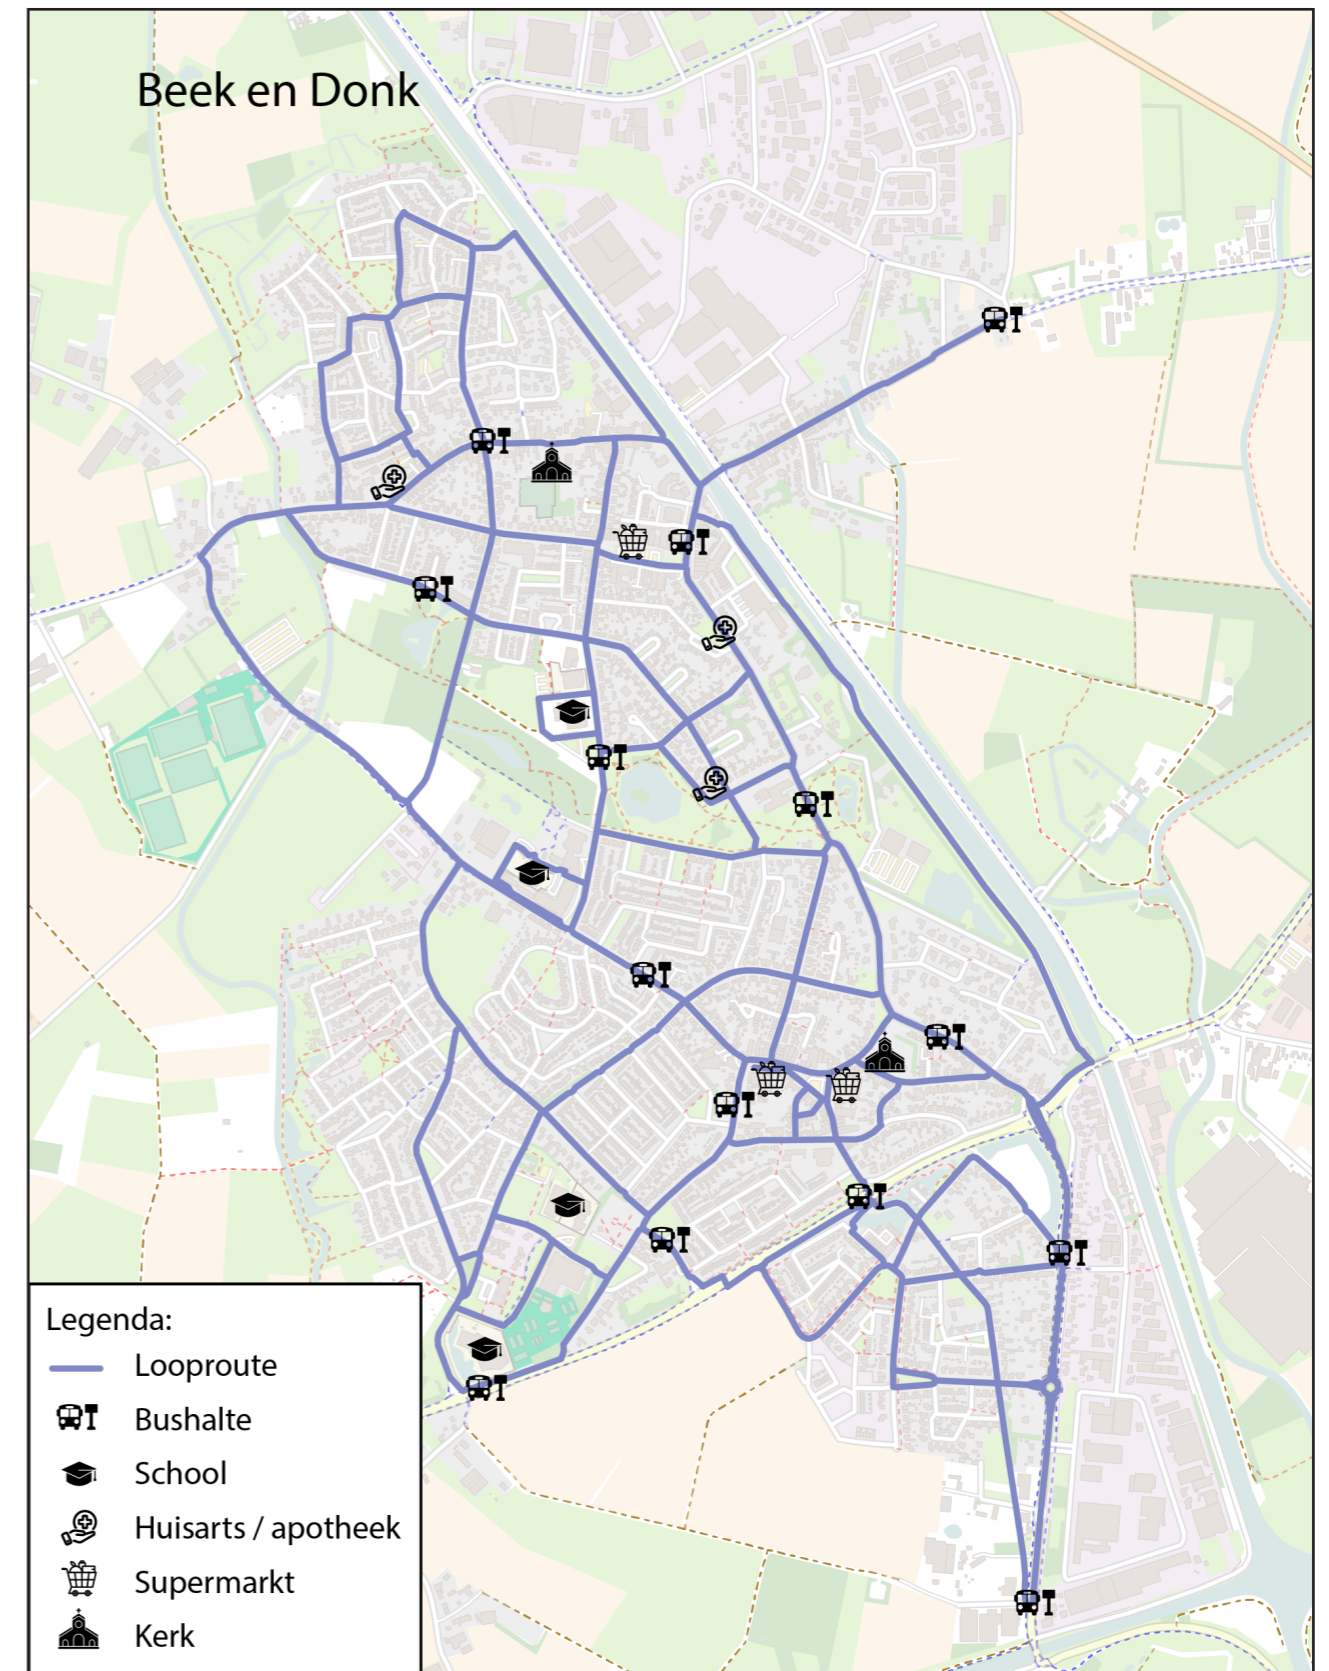 Beek en Donk
Legenda:
Looproute
Bushalte
School
Huisarts / apotheek
Supermarkt
Kerk